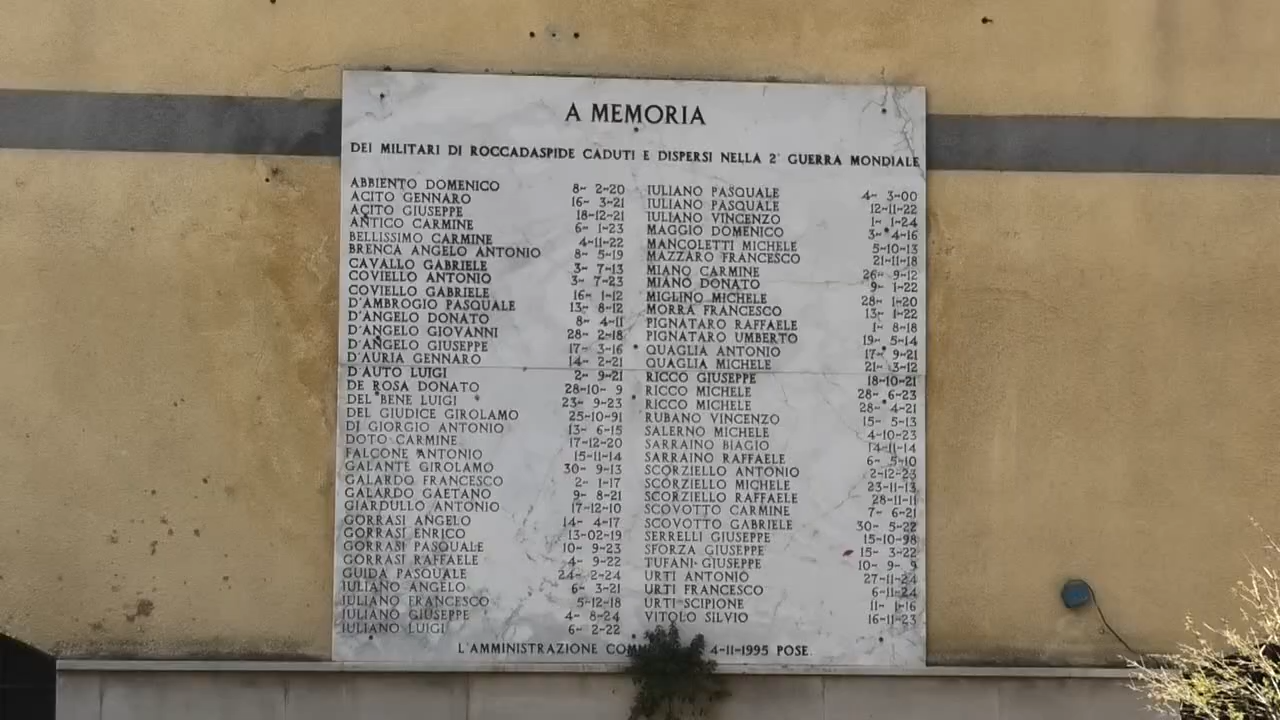 A MEMORIA
DEI MILITARI DI ROCCADASPIDE CADUTI E DISPERSI NELLA 2° GUERRA MONDIALE
ABBIENTO DOMENICO 8- 2-20
ACITO GENNARO 16- 3-21
ACITO GIUSEPPE 18-12-21
ANTICO CARMINE 6- 1-23
BELLISSIMO CARMINE 4-11-22
BRENCA ANGELO ANTONIO 8- 5-19
CAVALLO GABRIELE 3- 7-13
COVIELLO ANTONIO 3- 7-23
COVIELLO GABRIELE 16- 1-12
D'AMBROGIO PASQUALE 13- 8-12
D'ANGELO DONATO 8- 4-11
D'ANGELO GIOVANNI 28- 2-18
D'ANGELO GIUSEPPE 17- 3-16
D'AURIA GENNARO 14- 2-21
D'AUTO LUIGI 2- 9-21
DE ROSA DONATO 28-10- 9
DEL BENE LUIGI 23- 9-23
DEL GIUDICE GIROLAMO 25-10-91
DI GIORGIO ANTONIO 13- 6-15
DOTO CARMINE 17-12-20
FALCONE ANTONIO 15-11-14
GALANTE GIROLAMO 30- 9-13
GALARDO FRANCESCO 2- 1-17
GALARDO GAETANO 9- 8-21
GIARDULLO ANTONIO 17-12-10
GORRASI ANGELO 14- 4-17
GORRASI ENRICO 13-02-19
GORRASI PASQUALE 10- 9-23
GORRASI RAFFAELE 4- 9-22
GUIDA PASQUALE 24- 2-24
IULIANO ANGELO 6- 3-21
IULIANO FRANCESCO 5-12-18
IULIANO GIUSEPPE 4- 8-24
IULIANO LUIGI 6- 2-22
IULIANO PASQUALE 4- 3-00
IULIANO PASQUALE 12-11-22
IULIANO VINCENZO 1- 1-24
MAGGIO DOMENICO 3- 4-16
MANCOLETTI MICHELE 5-10-13
MAZZARO FRANCESCO 21-11-18
MIANO CARMINE 26- 9-12
MIANO DONATO 9- 1-22
MIGLINO MICHELE 28- 1-20
MORRA FRANCESCO 13- 1-22
PIGNATARO RAFFAELE 1- 8-18
PIGNATARO UMBERTO 19- 5-14
QUAGLIA ANTONIO 17- 9-21
QUAGLIA MICHELE 21- 3-12
RICCO GIUSEPPE 18-10-21
RICCO MICHELE 28- 6-23
RICCO MICHELE 28- 4-21
RUBANO VINCENZO 15- 5-13
SALERNO MICHELE 4-10-23
SARRAINO BIAGIO 14-11-14
SARRAINO RAFFAELE 6- 5-10
SCORZIELLO ANTONIO 2-12-23
SCORZIELLO MICHELE 23-11-13
SCORZIELLO RAFFAELE 28-11-11
SCOVOTTO CARMINE 7- 6-21
SCOVOTTO GABRIELE 30- 5-22
SERRELLI GIUSEPPE 15-10-98
SFORZA GIUSEPPE 15- 3-22
TUFANI GIUSEPPE 10- 9- 9
URTI ANTONIO 27-11-24
URTI FRANCESCO 6-11-24
URTI SCIPIONE 11- 1-16
VITOLO SILVIO 16-11-23
L'AMMINISTRAZIONE 4-11-1995 POSE.